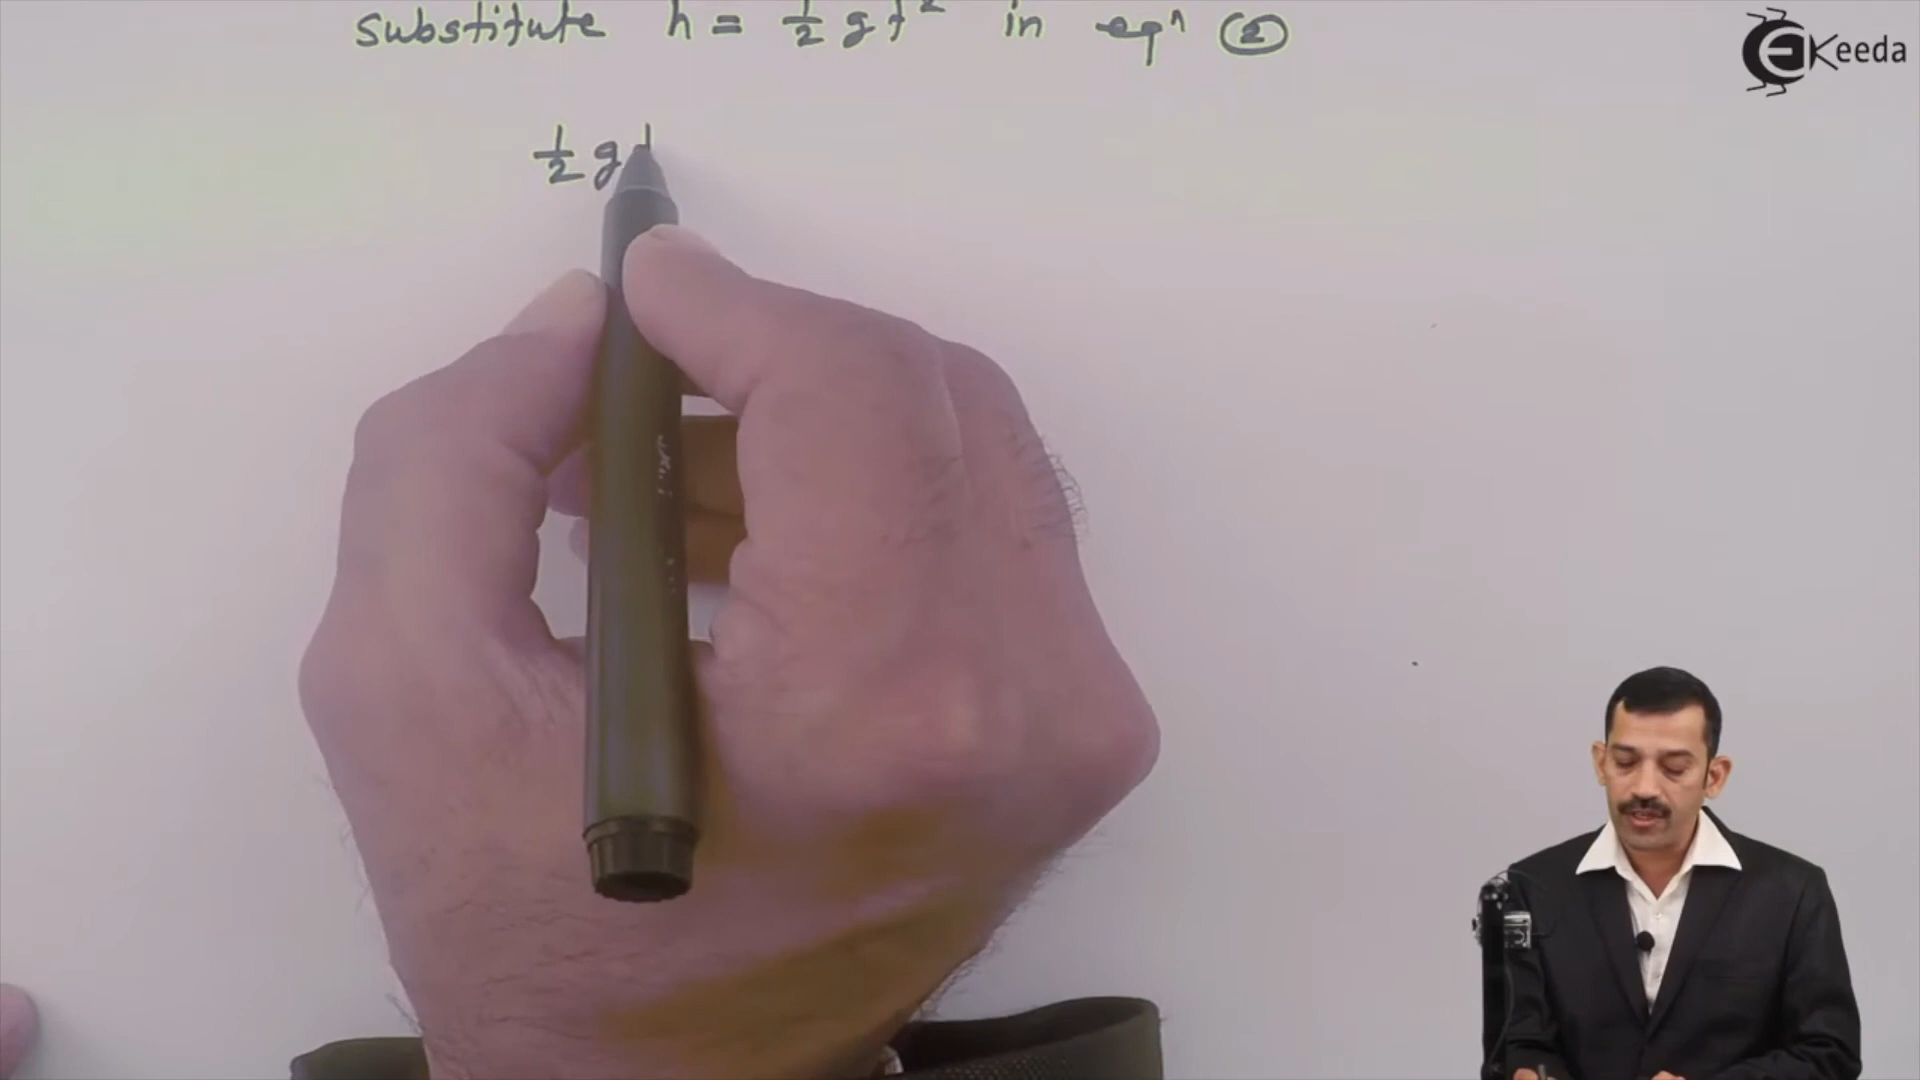 substitute h = 1/2 g t² in eqⁿ ②
EKeeda
1/2 g